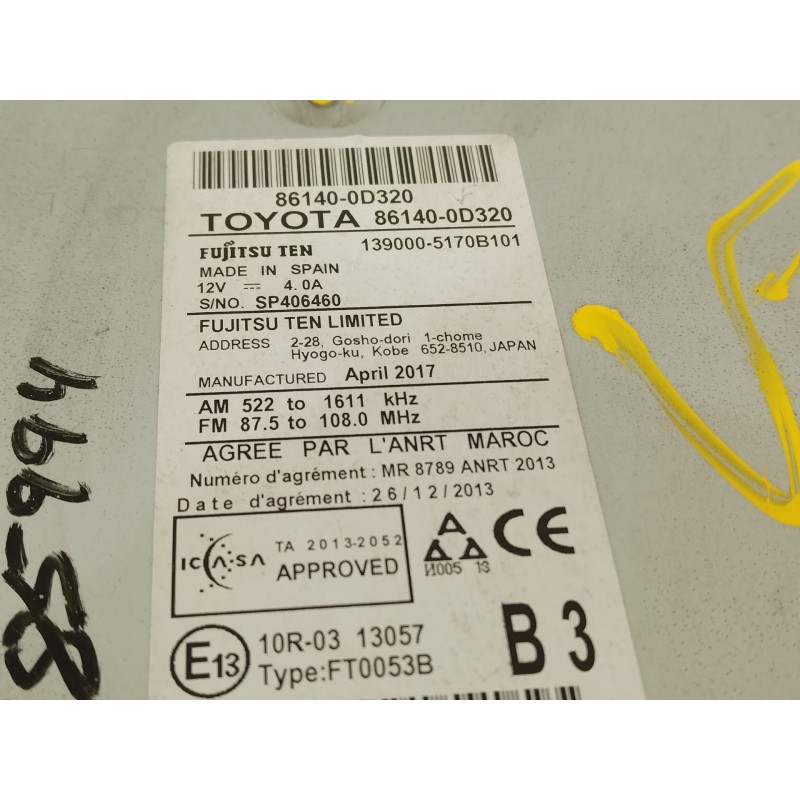 86140-0D320
TOYOTA 86140-0D320
FUJITSU TEN 139000-5170B101
MADE IN SPAIN
12V ⎓ 4.0A
S/NO. SP406460
FUJITSU TEN LIMITED
ADDRESS 2-28, Gosho-dori 1-chome
Hyogo-ku, Kobe 652-8510, JAPAN
MANUFACTURED April 2017
AM 522 to 1611 kHz
FM 87.5 to 108.0 MHz
AGREE PAR L'ANRT MAROC
Numéro d'agrément: MR 8789 ANRT 2013
Date d'agrément: 26/12/2013
ICASA TA 2013-2052
APPROVED
И005 13
CE
E13 10R-03 13057
Type:FT0053B
B 3
85994